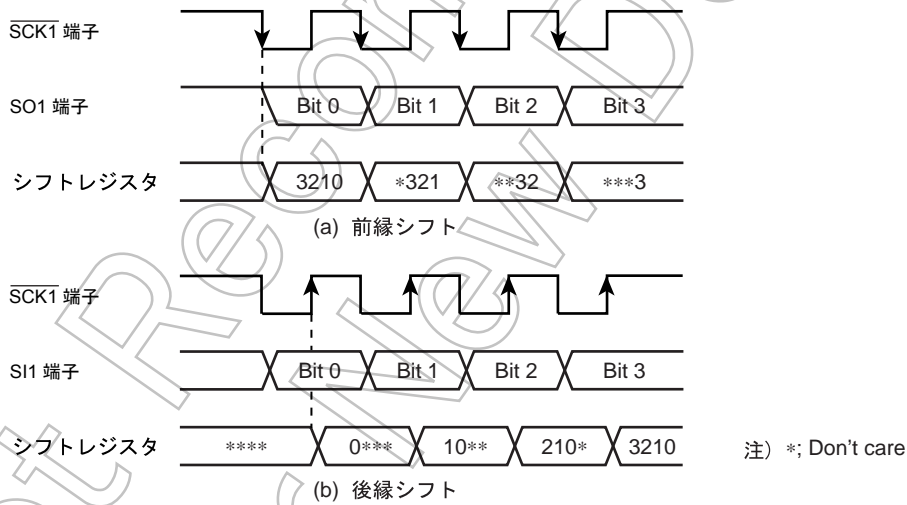 SCK1 端子
SO1 端子
Bit 0 Bit 1 Bit 2 Bit 3
シフトレジスタ
3210 *321 **32 ***3
(a) 前縁シフト
SCK1 端子
SI1 端子
Bit 0 Bit 1 Bit 2 Bit 3
シフトレジスタ
**** 0*** 10** 210* 3210
注) *; Don't care
(b) 後縁シフト